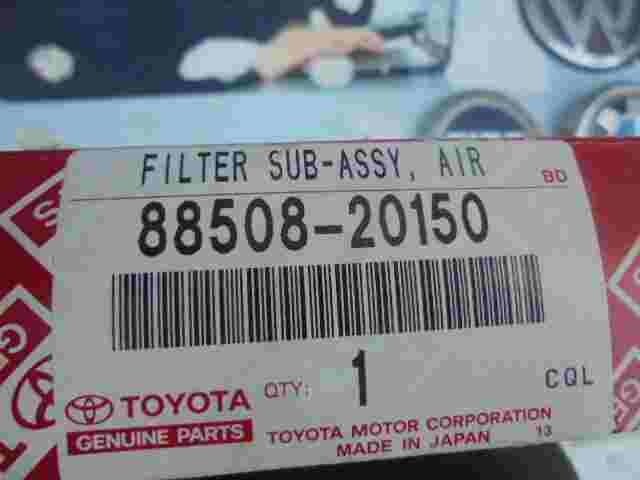 FILTER SUB-ASSY, AIR
BD
88508-20150
QTY: 1
CQL
TOYOTA
GENUINE PARTS
TOYOTA MOTOR CORPORATION
MADE IN JAPAN 13